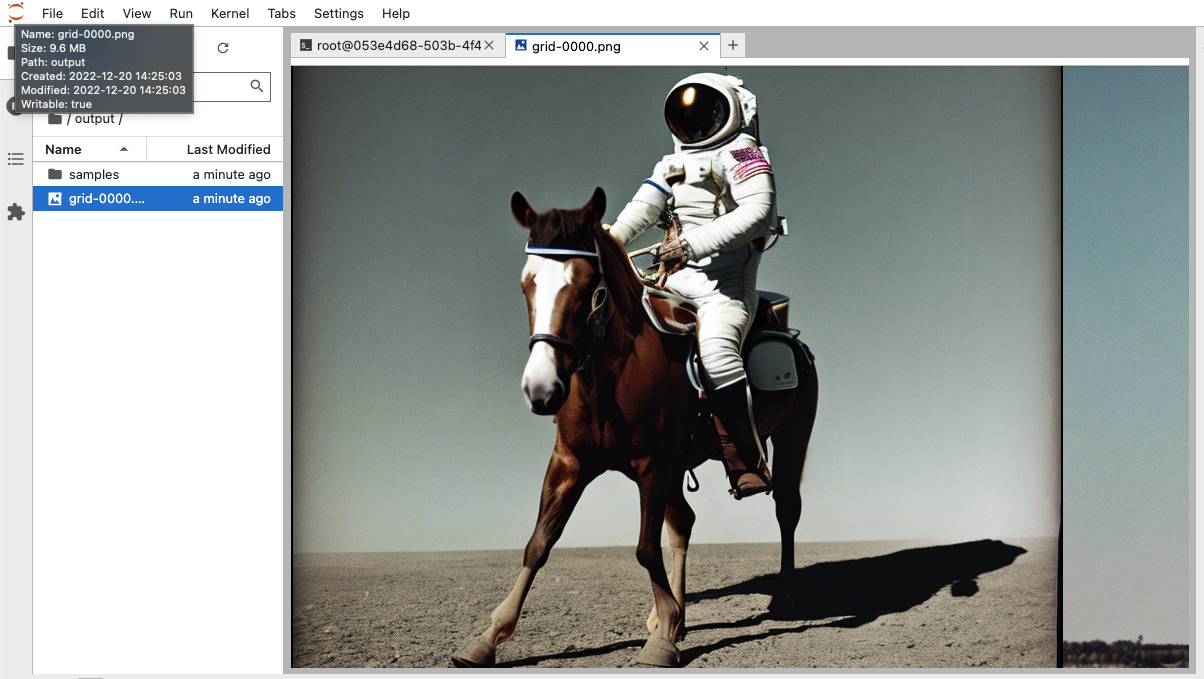 File Edit View Run Kernel Tabs Settings Help
Name: grid-0000.png
Size: 9.6 MB
Path: output
Created: 2022-12-20 14:25:03
Modified: 2022-12-20 14:25:03
Writable: true
/ output /
Name Last Modified
samples a minute ago
grid-0000.... a minute ago
root@053e4d68-503b-4f4 grid-0000.png